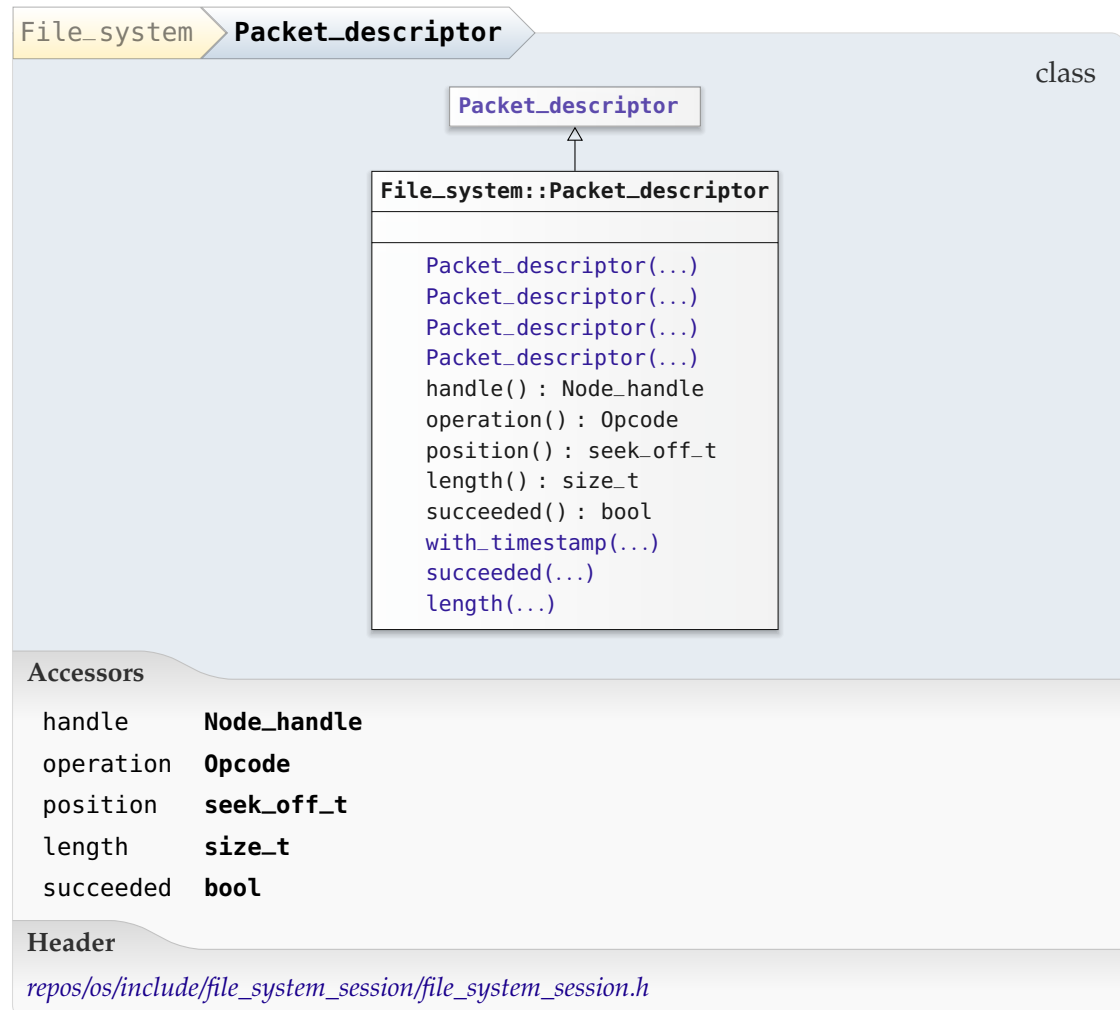 File_system Packet_descriptor
class
Packet_descriptor
File_system::Packet_descriptor
Packet_descriptor(...)
Packet_descriptor(...)
Packet_descriptor(...)
Packet_descriptor(...)
handle() : Node_handle
operation() : Opcode
position() : seek_off_t
length() : size_t
succeeded() : bool
with_timestamp(...)
succeeded(...)
length(...)
Accessors
handle Node_handle
operation Opcode
position seek_off_t
length size_t
succeeded bool
Header
repos/os/include/file_system_session/file_system_session.h